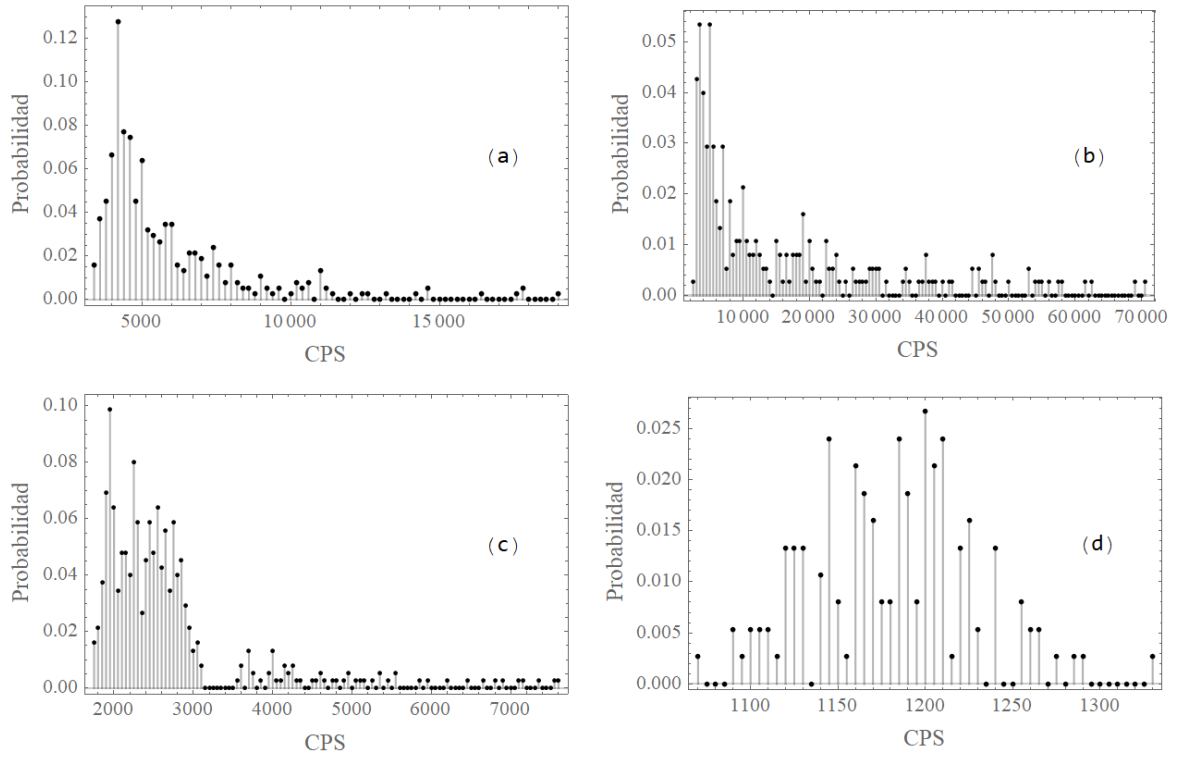 0.12
0.10
0.08
0.06
0.04
0.02
0.00
Probabilidad
(a)
5000 10 000 15 000
CPS
0.05
0.04
0.03
0.02
0.01
0.00
Probabilidad
(b)
10 000 20 000 30 000 40 000 50 000 60 000 70 000
CPS
0.10
0.08
0.06
0.04
0.02
0.00
Probabilidad
(c)
2000 3000 4000 5000 6000 7000
CPS
0.025
0.020
0.015
0.010
0.005
0.000
Probabilidad
(d)
1100 1150 1200 1250 1300
CPS